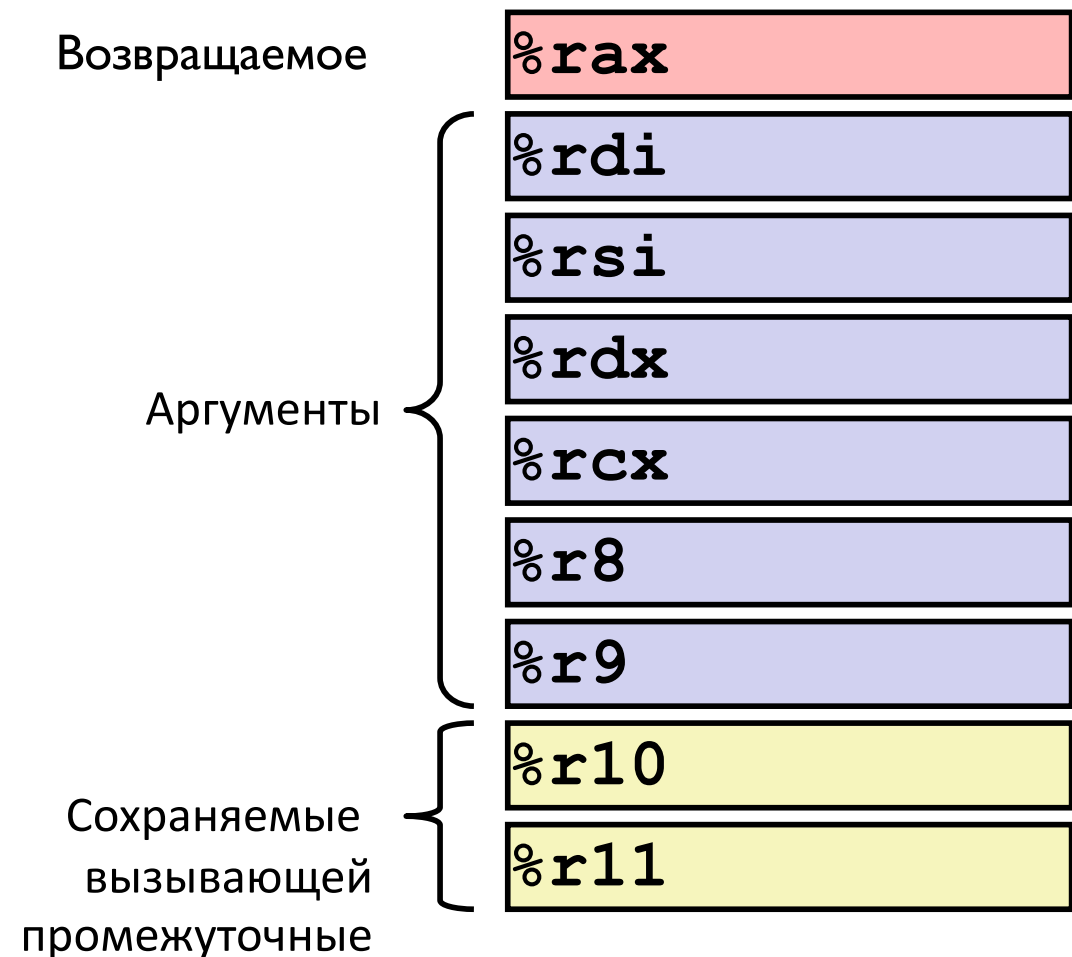 Возвращаемое
%rax
%rdi
%rsi
%rdx
Аргументы
%rcx
%r8
%r9
%r10
Сохраняемые
вызывающей
промежуточные
%r11